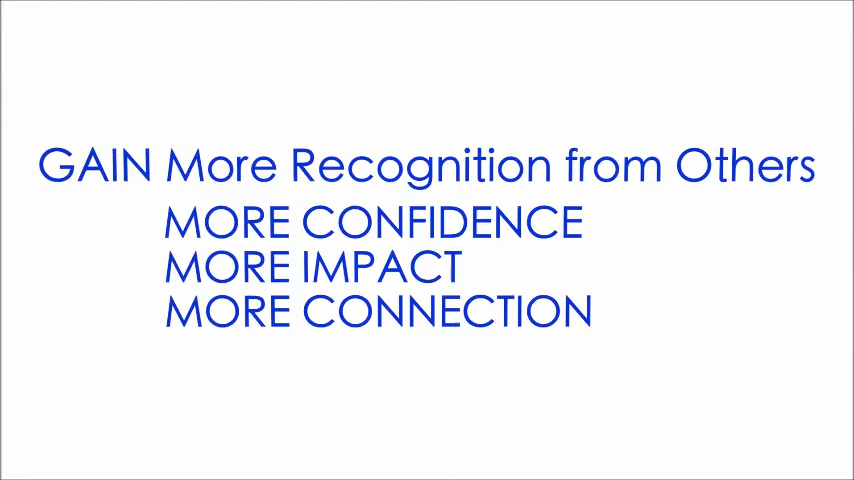 GAIN More Recognition from Others
MORE CONFIDENCE
MORE IMPACT
MORE CONNECTION